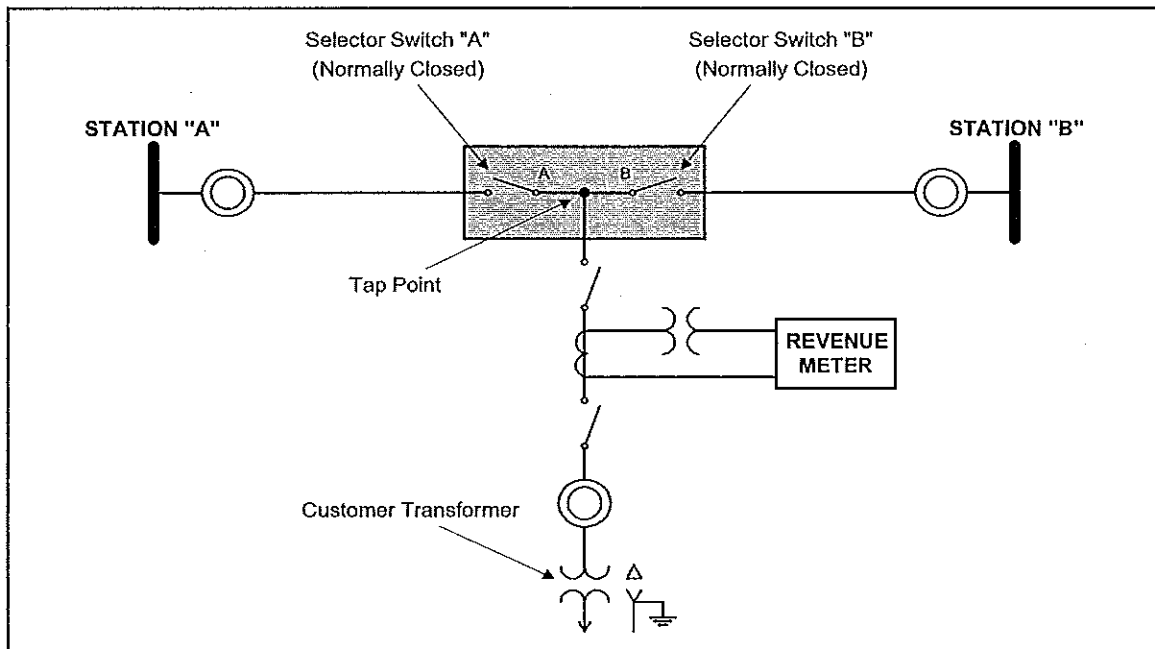 Selector Switch "A"
(Normally Closed)
Selector Switch "B"
(Normally Closed)
STATION "A"
STATION "B"
A
B
Tap Point
REVENUE
METER
Customer Transformer